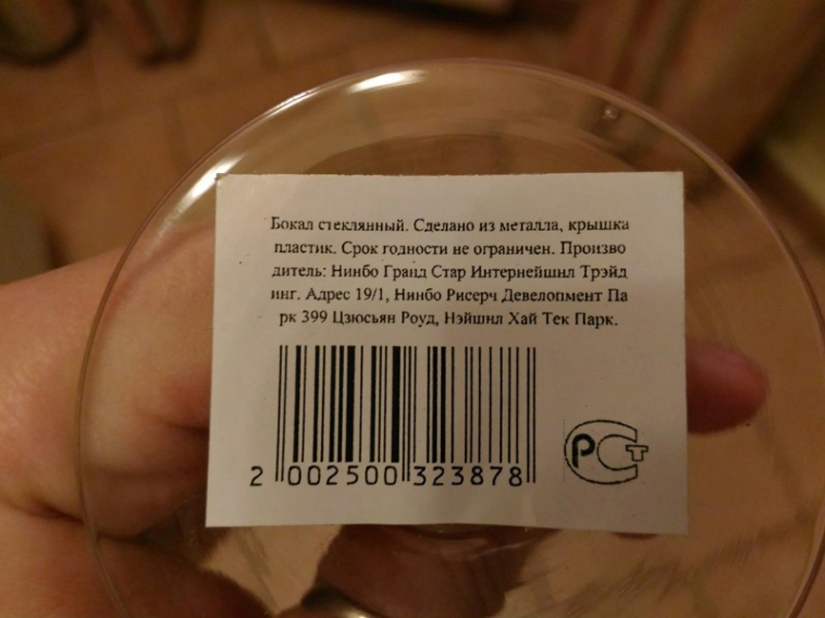 Бокал стеклянный. Сделано из металла, крышка
пластик. Срок годности не ограничен. Произво
дитель: Нинбо Гранд Стар Интернейшнл Трэйд
инг. Адрес 19/1, Нинбо Рисерч Девелопмент Па
рк 399 Цзюсьян Роуд, Нэйшнл Хай Тек Парк.
2 002500 323878
РСТ